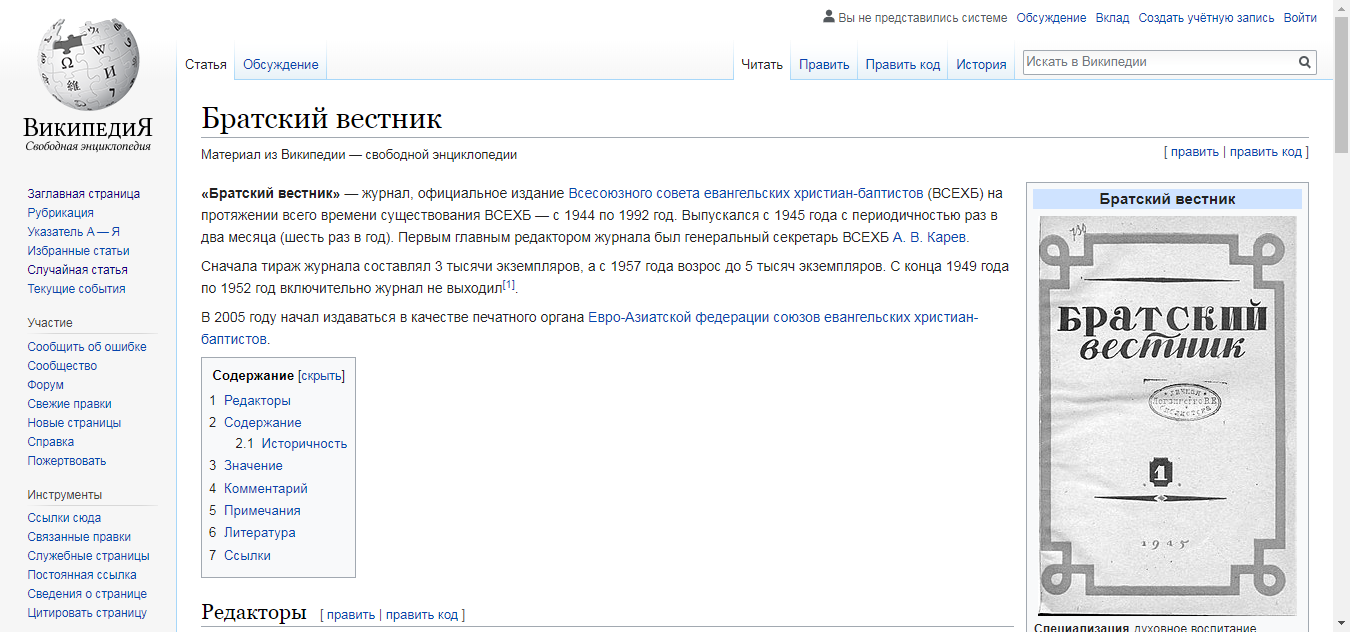 Вы не представились системе Обсуждение Вклад Создать учётную запись Войти
Статья Обсуждение Читать Править Править код История Искать в Википедии
ВикипедиЯ
Свободная энциклопедия
Заглавная страница
Рубрикация
Указатель А — Я
Избранные статьи
Случайная статья
Текущие события
Участие
Сообщить об ошибке
Сообщество
Форум
Свежие правки
Новые страницы
Справка
Пожертвовать
Инструменты
Ссылки сюда
Связанные правки
Служебные страницы
Постоянная ссылка
Сведения о странице
Цитировать страницу
Братский вестник
Материал из Википедии — свободной энциклопедии
[ править | править код ]
«Братский вестник» — журнал, официальное издание Всесоюзного совета евангельских христиан-баптистов (ВСЕХБ) на
протяжении всего времени существования ВСЕХБ — с 1944 по 1992 год. Выпускался с 1945 года с периодичностью раз в
два месяца (шесть раз в год). Первым главным редактором журнала был генеральный секретарь ВСЕХБ А. В. Карев.
Сначала тираж журнала составлял 3 тысячи экземпляров, а с 1957 года возрос до 5 тысяч экземпляров. С конца 1949 года
по 1952 год включительно журнал не выходил[1].
В 2005 году начал издаваться в качестве печатного органа Евро-Азиатской федерации союзов евангельских христиан-
баптистов.
Содержание [скрыть]
1 Редакторы
2 Содержание
2.1 Историчность
3 Значение
4 Комментарий
5 Примечания
6 Литература
7 Ссылки
Редакторы [ править | править код ]
Братский вестник
Братский
вестник
1
1945
Специализация духовное воспитание